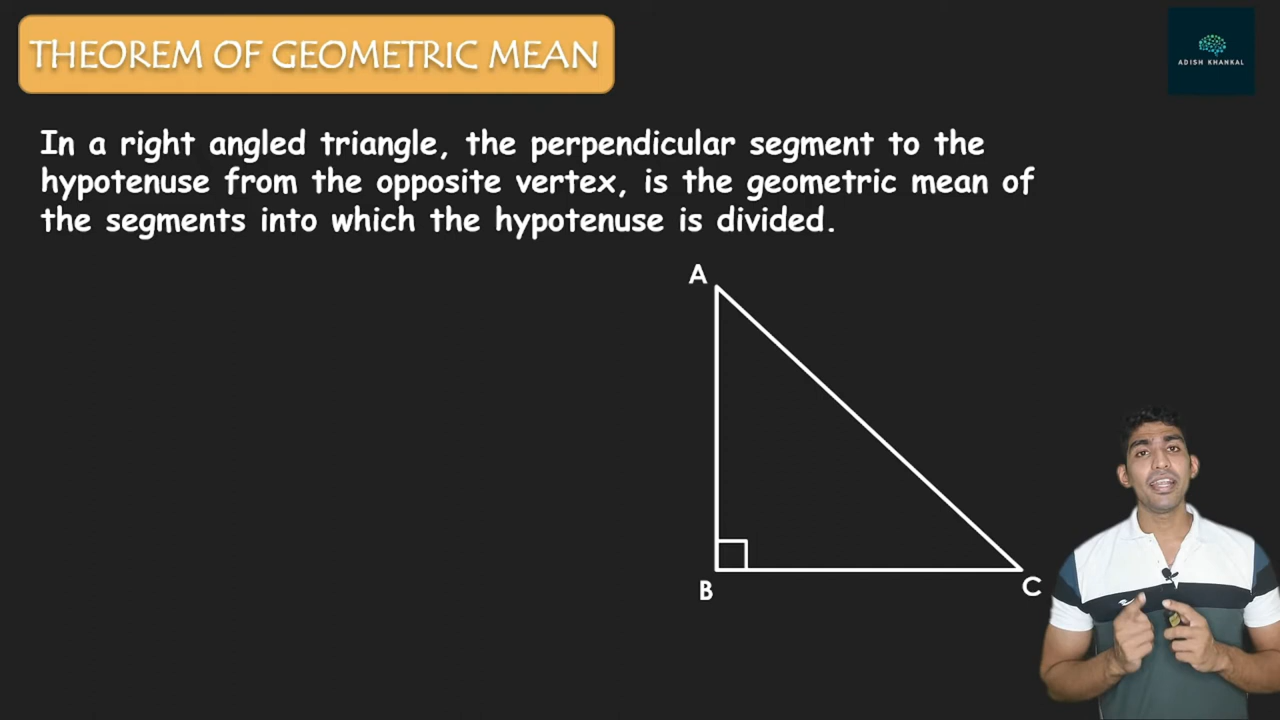 THEOREM OF GEOMETRIC MEAN
ADISH KHANKAL
In a right angled triangle, the perpendicular segment to the
hypotenuse from the opposite vertex, is the geometric mean of
the segments into which the hypotenuse is divided.
A
B
C